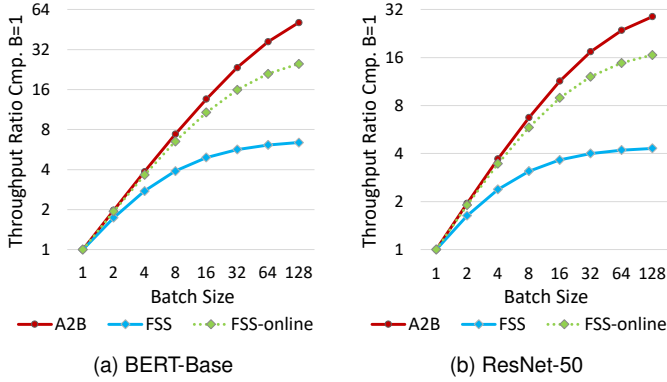 Throughput Ratio Cmp. B=1
64
32
16
8
4
2
1
1 2 4 8 16 32 64 128
Batch Size
A2B FSS FSS-online
(a) BERT-Base
Throughput Ratio Cmp. B=1
32
16
8
4
2
1
1 2 4 8 16 32 64 128
Batch Size
A2B FSS FSS-online
(b) ResNet-50